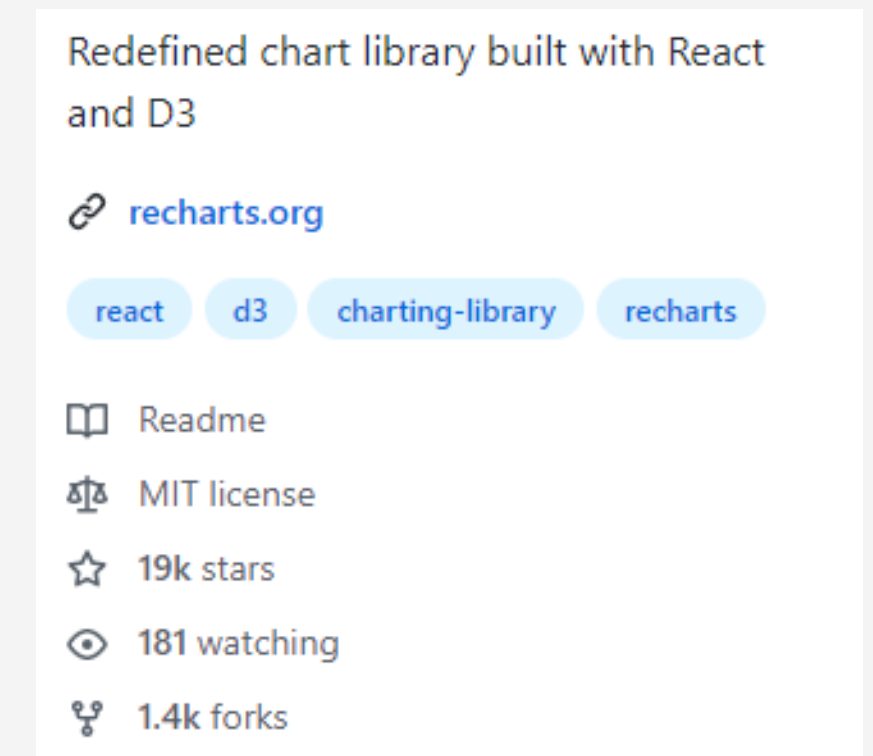 Redefined chart library built with React
and D3
recharts.org
react d3 charting-library recharts
Readme
MIT license
19k stars
181 watching
1.4k forks